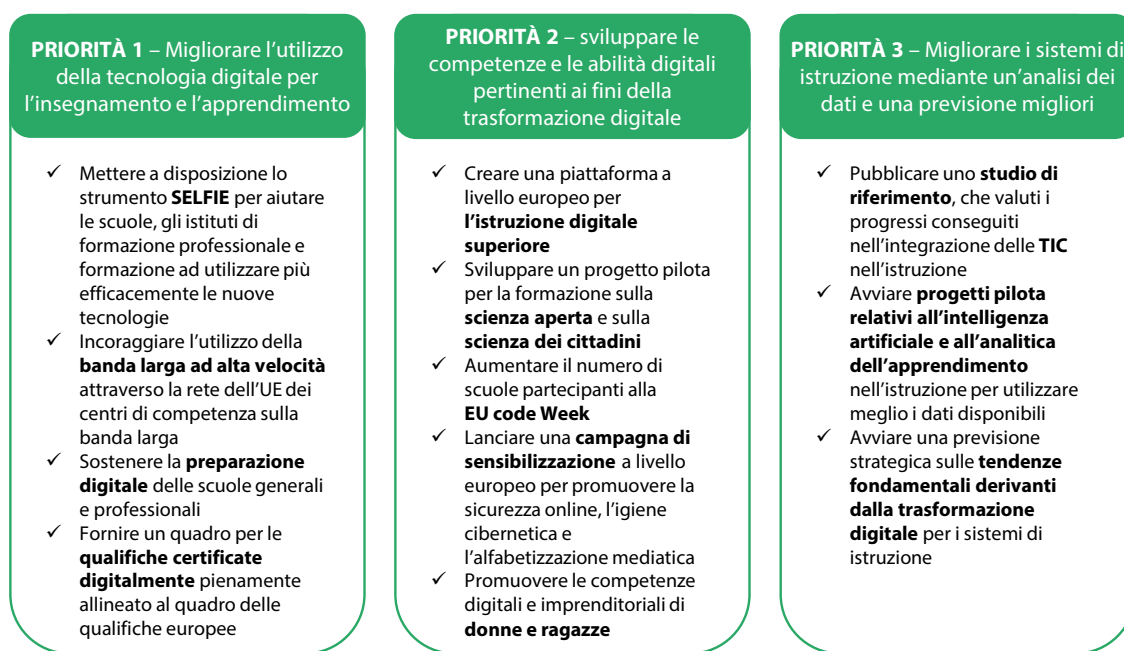 PRIORITÀ 1 – Migliorare l’utilizzo
della tecnologia digitale per
l’insegnamento e l’apprendimento
✓ Mettere a disposizione lo
strumento SELFIE per aiutare
le scuole, gli istituti di
formazione professionale e
formazione ad utilizzare più
efficacemente le nuove
tecnologie
✓ Incoraggiare l’utilizzo della
banda larga ad alta velocità
attraverso la rete dell’UE dei
centri di competenza sulla
banda larga
✓ Sostenere la preparazione
digitale delle scuole generali
e professionali
✓ Fornire un quadro per le
qualifiche certificate
digitalmente pienamente
allineato al quadro delle
qualifiche europee
PRIORITÀ 2 – sviluppare le
competenze e le abilità digitali
pertinenti ai fini della
trasformazione digitale
✓ Creare una piattaforma a
livello europeo per
l’istruzione digitale
superiore
✓ Sviluppare un progetto pilota
per la formazione sulla
scienza aperta e sulla
scienza dei cittadini
✓ Aumentare il numero di
scuole partecipanti alla
EU code Week
✓ Lanciare una campagna di
sensibilizzazione a livello
europeo per promuovere la
sicurezza online, l’igiene
cibernetica e
l’alfabetizzazione mediatica
✓ Promuovere le competenze
digitali e imprenditoriali di
donne e ragazze
PRIORITÀ 3 – Migliorare i sistemi di
istruzione mediante un’analisi dei
dati e una previsione migliori
✓ Pubblicare uno studio di
riferimento, che valuti i
progressi conseguiti
nell’integrazione delle TIC
nell’istruzione
✓ Avviare progetti pilota
relativi all’intelligenza
artificiale e all’analitica
dell’apprendimento
nell’istruzione per utilizzare
meglio i dati disponibili
✓ Avviare una previsione
strategica sulle tendenze
fondamentali derivanti
dalla trasformazione
digitale per i sistemi di
istruzione